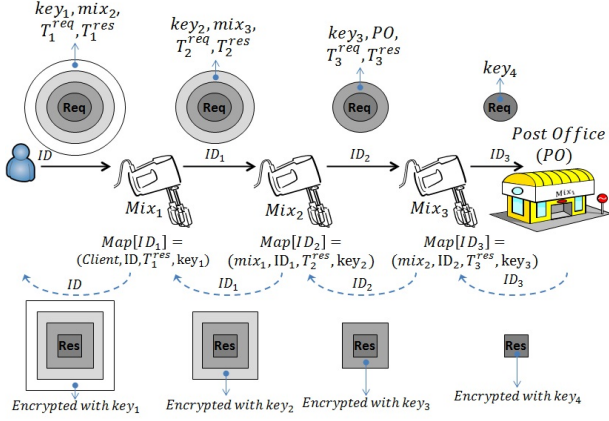 key₁, mix₂,
T₁ʳᵉq, T₁ʳᵉˢ
key₂, mix₃,
T₂ʳᵉq, T₂ʳᵉˢ
key₃, PO,
T₃ʳᵉq, T₃ʳᵉˢ
key₄
Req
Req
Req
Req
ID
ID₁
ID₂
ID₃
Post Office
(PO)
Mix₁
Mix₁
Mix₂
Mix₃
Map[ID₁] =
(Client, ID, T₁ʳᵉˢ, key₁)
Map[ID₂] =
(mix₁, ID₁, T₂ʳᵉˢ, key₂)
Map[ID₃] =
(mix₂, ID₂, T₃ʳᵉˢ, key₃)
ID
ID₁
ID₂
ID₃
Res
Res
Res
Res
Encrypted with key₁
Encrypted with key₂
Encrypted with key₃
Encrypted with key₄